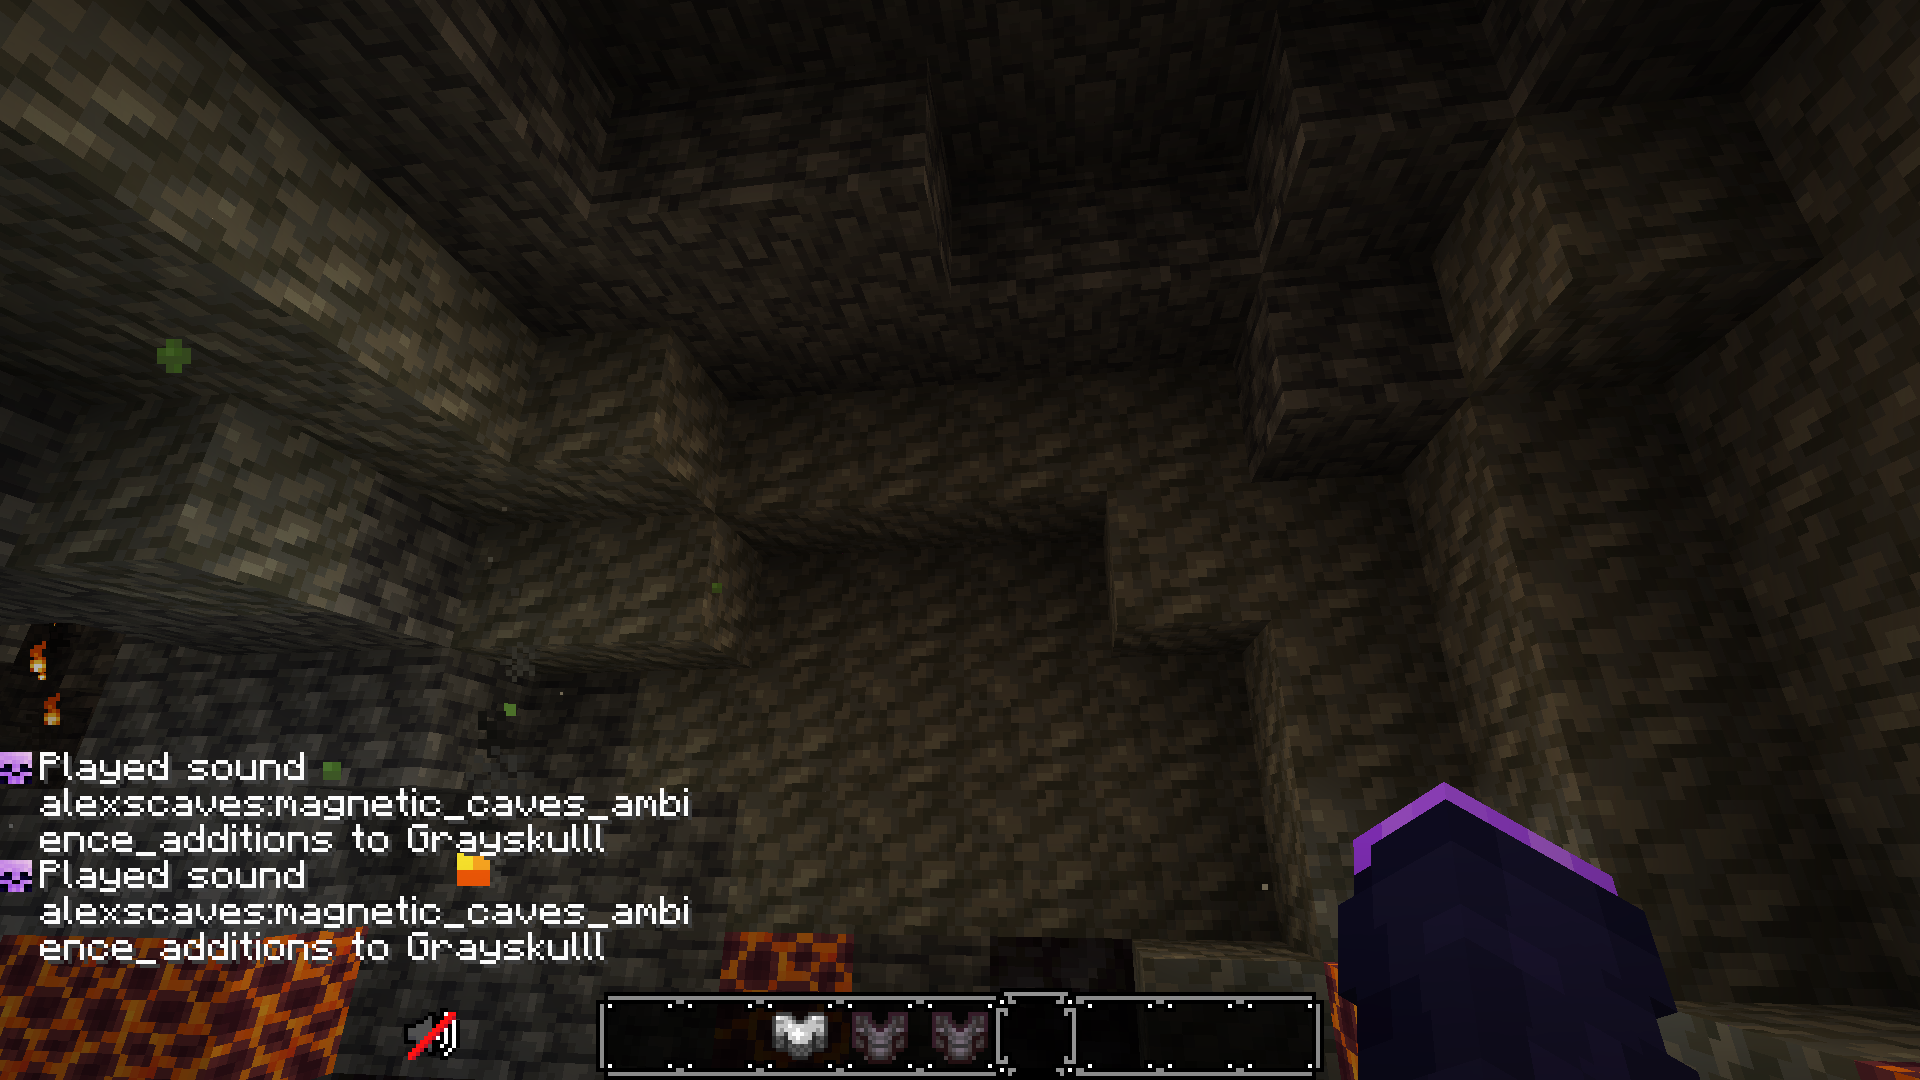 Played sound
alexscaves:magnetic_caves_ambi
ence_additions to Grayskulll
Played sound
alexscaves:magnetic_caves_ambi
ence_additions to Grayskulll